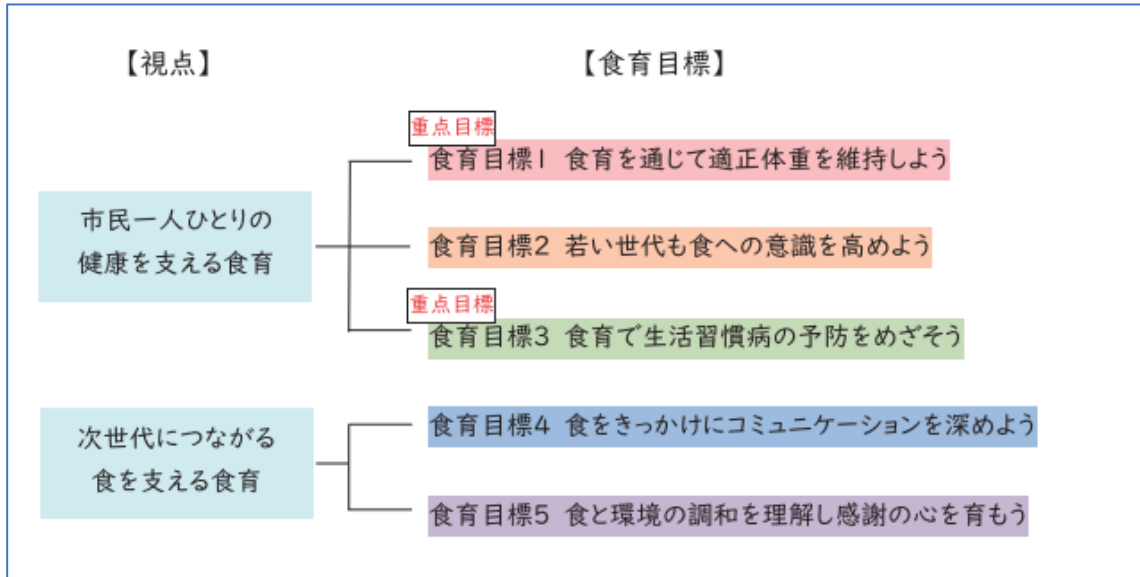 【視点】
【食育目標】
市民一人ひとりの
健康を支える食育
重点目標
食育目標1 食育を通じて適正体重を維持しよう
食育目標2 若い世代も食への意識を高めよう
重点目標
食育目標3 食育で生活習慣病の予防をめざそう
次世代につながる
食を支える食育
食育目標4 食をきっかけにコミュニケーションを深めよう
食育目標5 食と環境の調和を理解し感謝の心を育もう